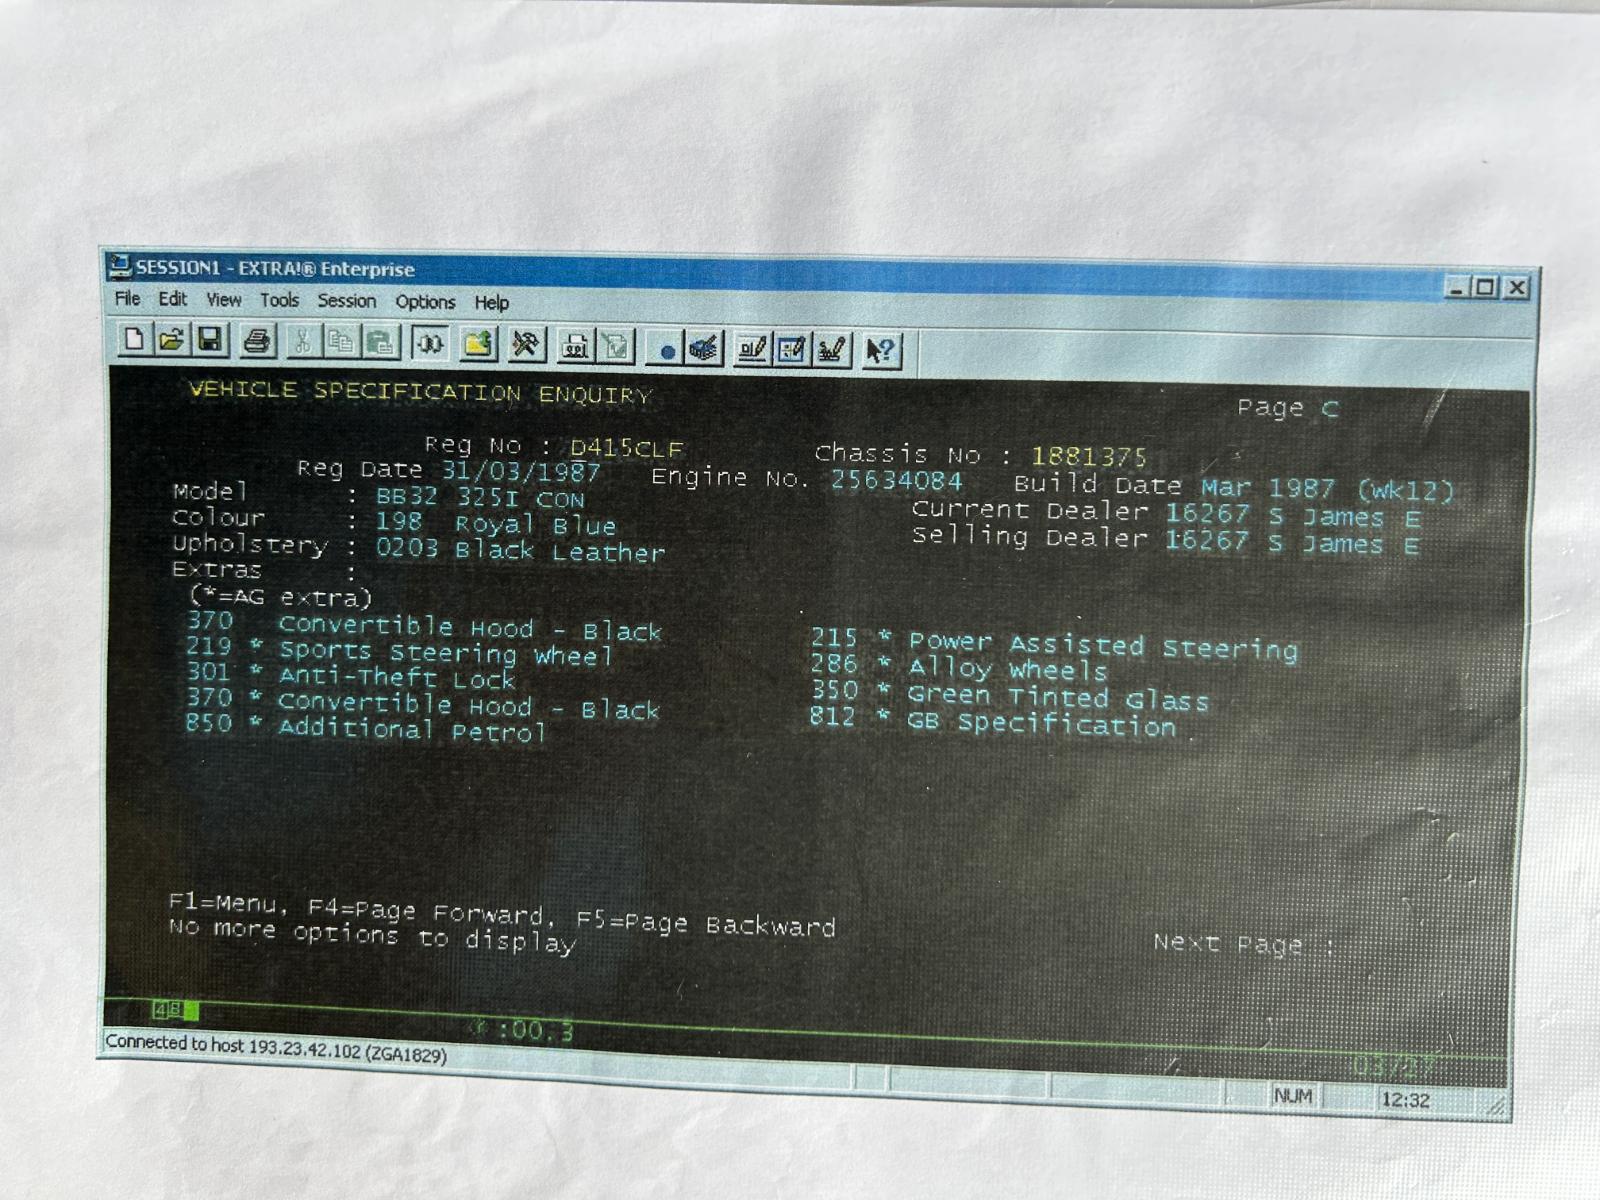 SESSION1 - EXTRA!® Enterprise
File Edit View Tools Session Options Help
VEHICLE SPECIFICATION ENQUIRY
Page C
Reg No : D415CLF Chassis No : 1881375
Reg Date 31/03/1987 Engine No. 25634084 Build Date Mar 1987 (wk12)
Model : BB32 325I CON Current Dealer 16267 S James E
Colour : 198 Royal Blue Selling Dealer 16267 S James E
Upholstery : 0203 Black Leather
Extras :
(*=AG extra)
370 Convertible Hood - Black 215 * Power Assisted Steering
219 * Sports Steering Wheel 286 * Alloy Wheels
301 * Anti-Theft Lock 350 * Green Tinted Glass
370 * Convertible Hood - Black 812 * GB Specification
850 * Additional Petrol
F1=Menu, F4=Page Forward, F5=Page Backward
No more options to display Next Page :
4B
:00.3
03/27
Connected to host 193.23.42.102 (ZGA1829)
NUM 12:32